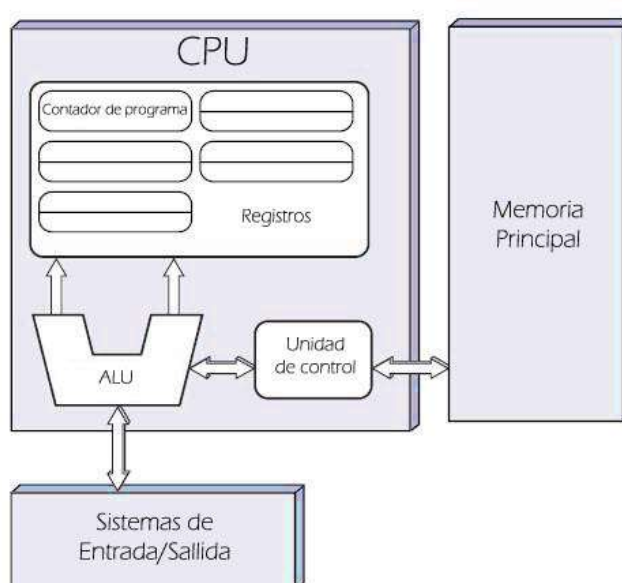 CPU
Contador de programa
Registros
Memoria
Principal
Unidad
de control
ALU
Sistemas de
Entrada/Sallida